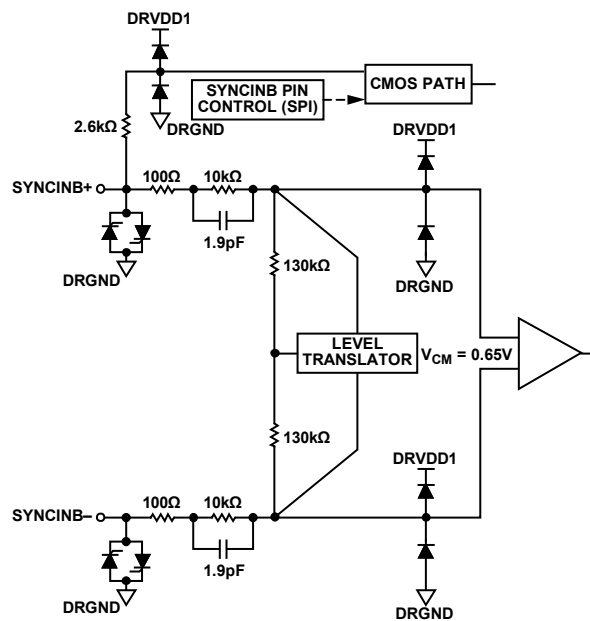 DRVDD1
SYNCINB PIN
CONTROL (SPI)
CMOS PATH
DRGND
2.6kΩ
DRVDD1
SYNCINB+
100Ω
10kΩ
1.9pF
DRGND
130kΩ
DRGND
LEVEL
TRANSLATOR
VCM = 0.65V
130kΩ
DRVDD1
SYNCINB–
100Ω
10kΩ
1.9pF
DRGND
DRGND